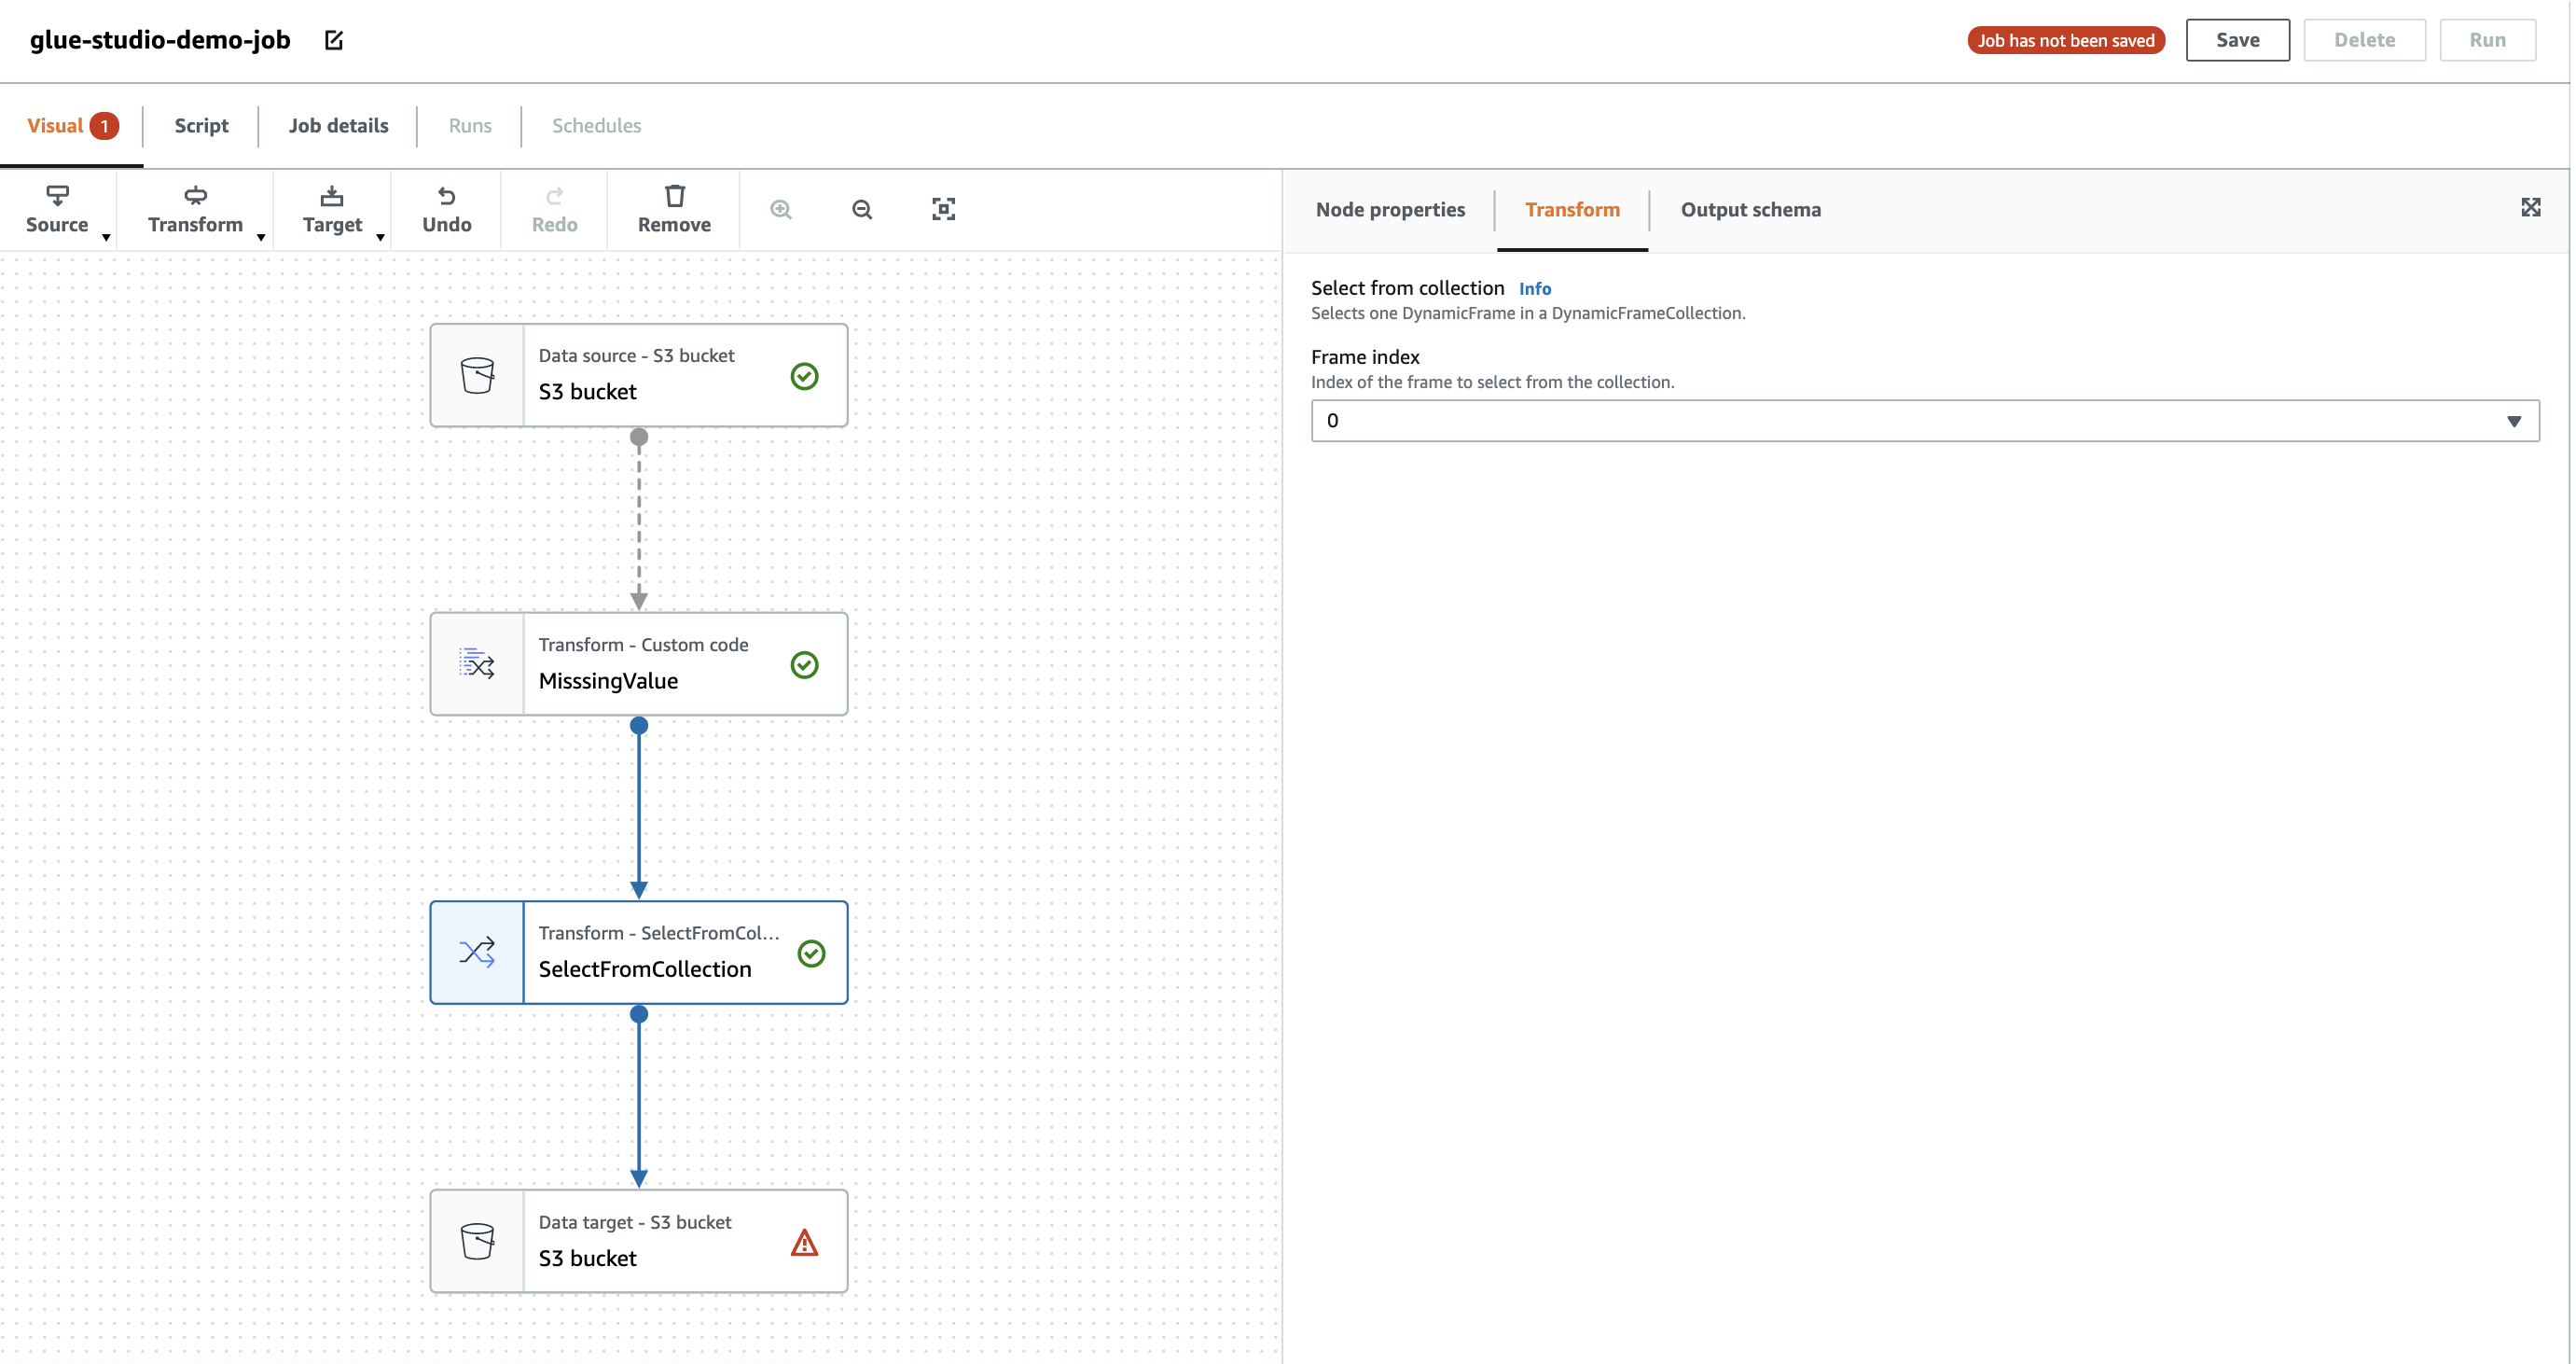 glue-studio-demo-job
Job has not been saved
Save
Delete
Run
Visual 1
Script
Job details
Runs
Schedules
Source
Transform
Target
Undo
Redo
Remove
Node properties
Transform
Output schema
Select from collection Info
Selects one DynamicFrame in a DynamicFrameCollection.
Frame index
Index of the frame to select from the collection.
0
Data source - S3 bucket
S3 bucket
Transform - Custom code
MisssingValue
Transform - SelectFromCol...
SelectFromCollection
Data target - S3 bucket
S3 bucket